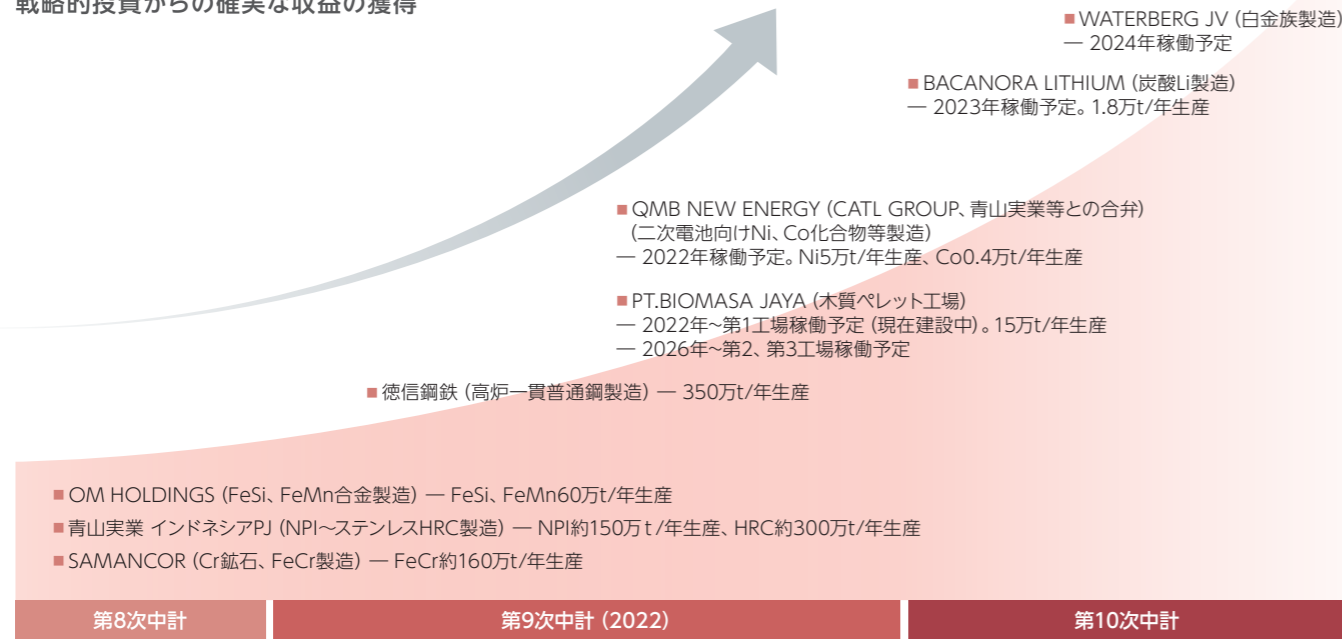 戦略的投資からの確実な収益の獲得
■WATERBERG JV (白金族製造)
― 2024年稼働予定
■BACANORA LITHIUM (炭酸Li製造)
― 2023年稼働予定。1.8万t/年生産
■QMB NEW ENERGY (CATL GROUP、青山実業等との合弁)
(二次電池向けNi、Co化合物等製造)
― 2022年稼働予定。Ni5万t/年生産、Co0.4万t/年生産
■PT.BIOMASA JAYA (木質ペレット工場)
― 2022年~第1工場稼働予定 (現在建設中)。15万t/年生産
― 2026年~第2、第3工場稼働予定
■徳信鋼鉄 (高炉一貫普通鋼製造) ― 350万t/年生産
■OM HOLDINGS (FeSi、FeMn合金製造) ― FeSi、FeMn60万t/年生産
■青山実業 インドネシアPJ (NPI~ステンレスHRC製造) ― NPI約150万t/年生産、HRC約300万t/年生産
■SAMANCOR (Cr鉱石、FeCr製造) ― FeCr約160万t/年生産
第8次中計 第9次中計 (2022) 第10次中計